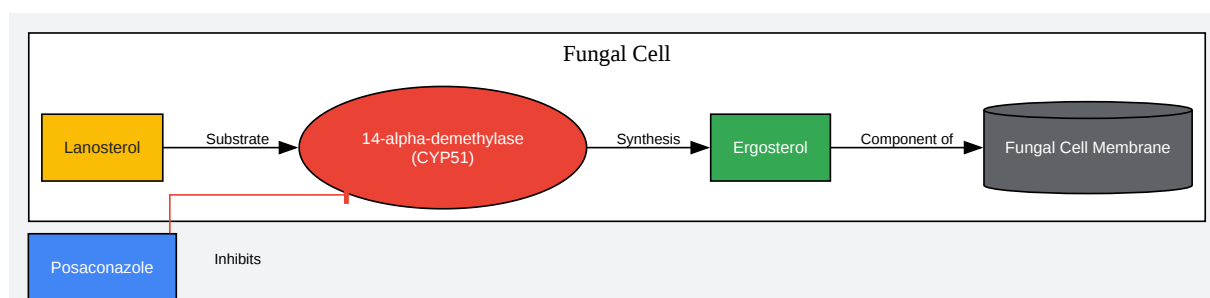 Fungal Cell
Lanosterol
Substrate
14-alpha-demethylase
(CYP51)
Synthesis
Ergosterol
Component of
Fungal Cell Membrane
Posaconazole
Inhibits